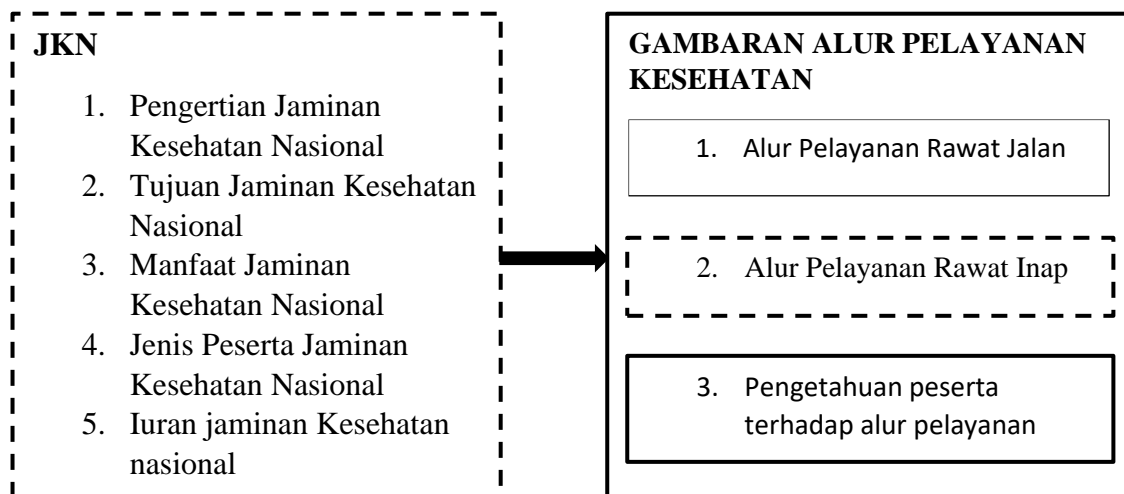 JKN
1. Pengertian Jaminan
Kesehatan Nasional
2. Tujuan Jaminan Kesehatan
Nasional
3. Manfaat Jaminan
Kesehatan Nasional
4. Jenis Peserta Jaminan
Kesehatan Nasional
5. Iuran jaminan Kesehatan
nasional
GAMBARAN ALUR PELAYANAN
KESEHATAN
1. Alur Pelayanan Rawat Jalan
2. Alur Pelayanan Rawat Inap
3. Pengetahuan peserta
terhadap alur pelayanan